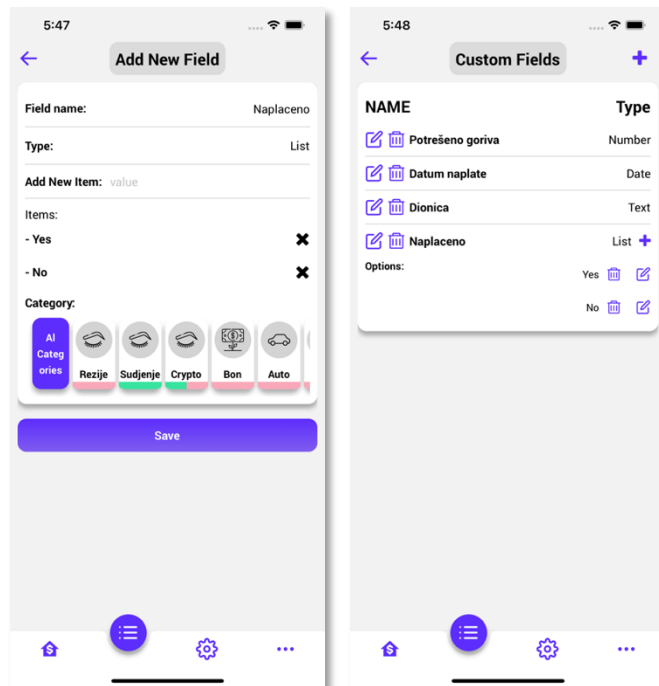 5:47
Add New Field
Field name: Naplaceno
Type: List
Add New Item: value
Items:
- Yes
- No
Category:
Al
Categ
ories
Rezije Sudjenje Crypto Bon Auto
Save
5:48
Custom Fields
NAME Type
Potrešeno goriva Number
Datum naplate Date
Dionica Text
Naplaceno List
Options: Yes
No